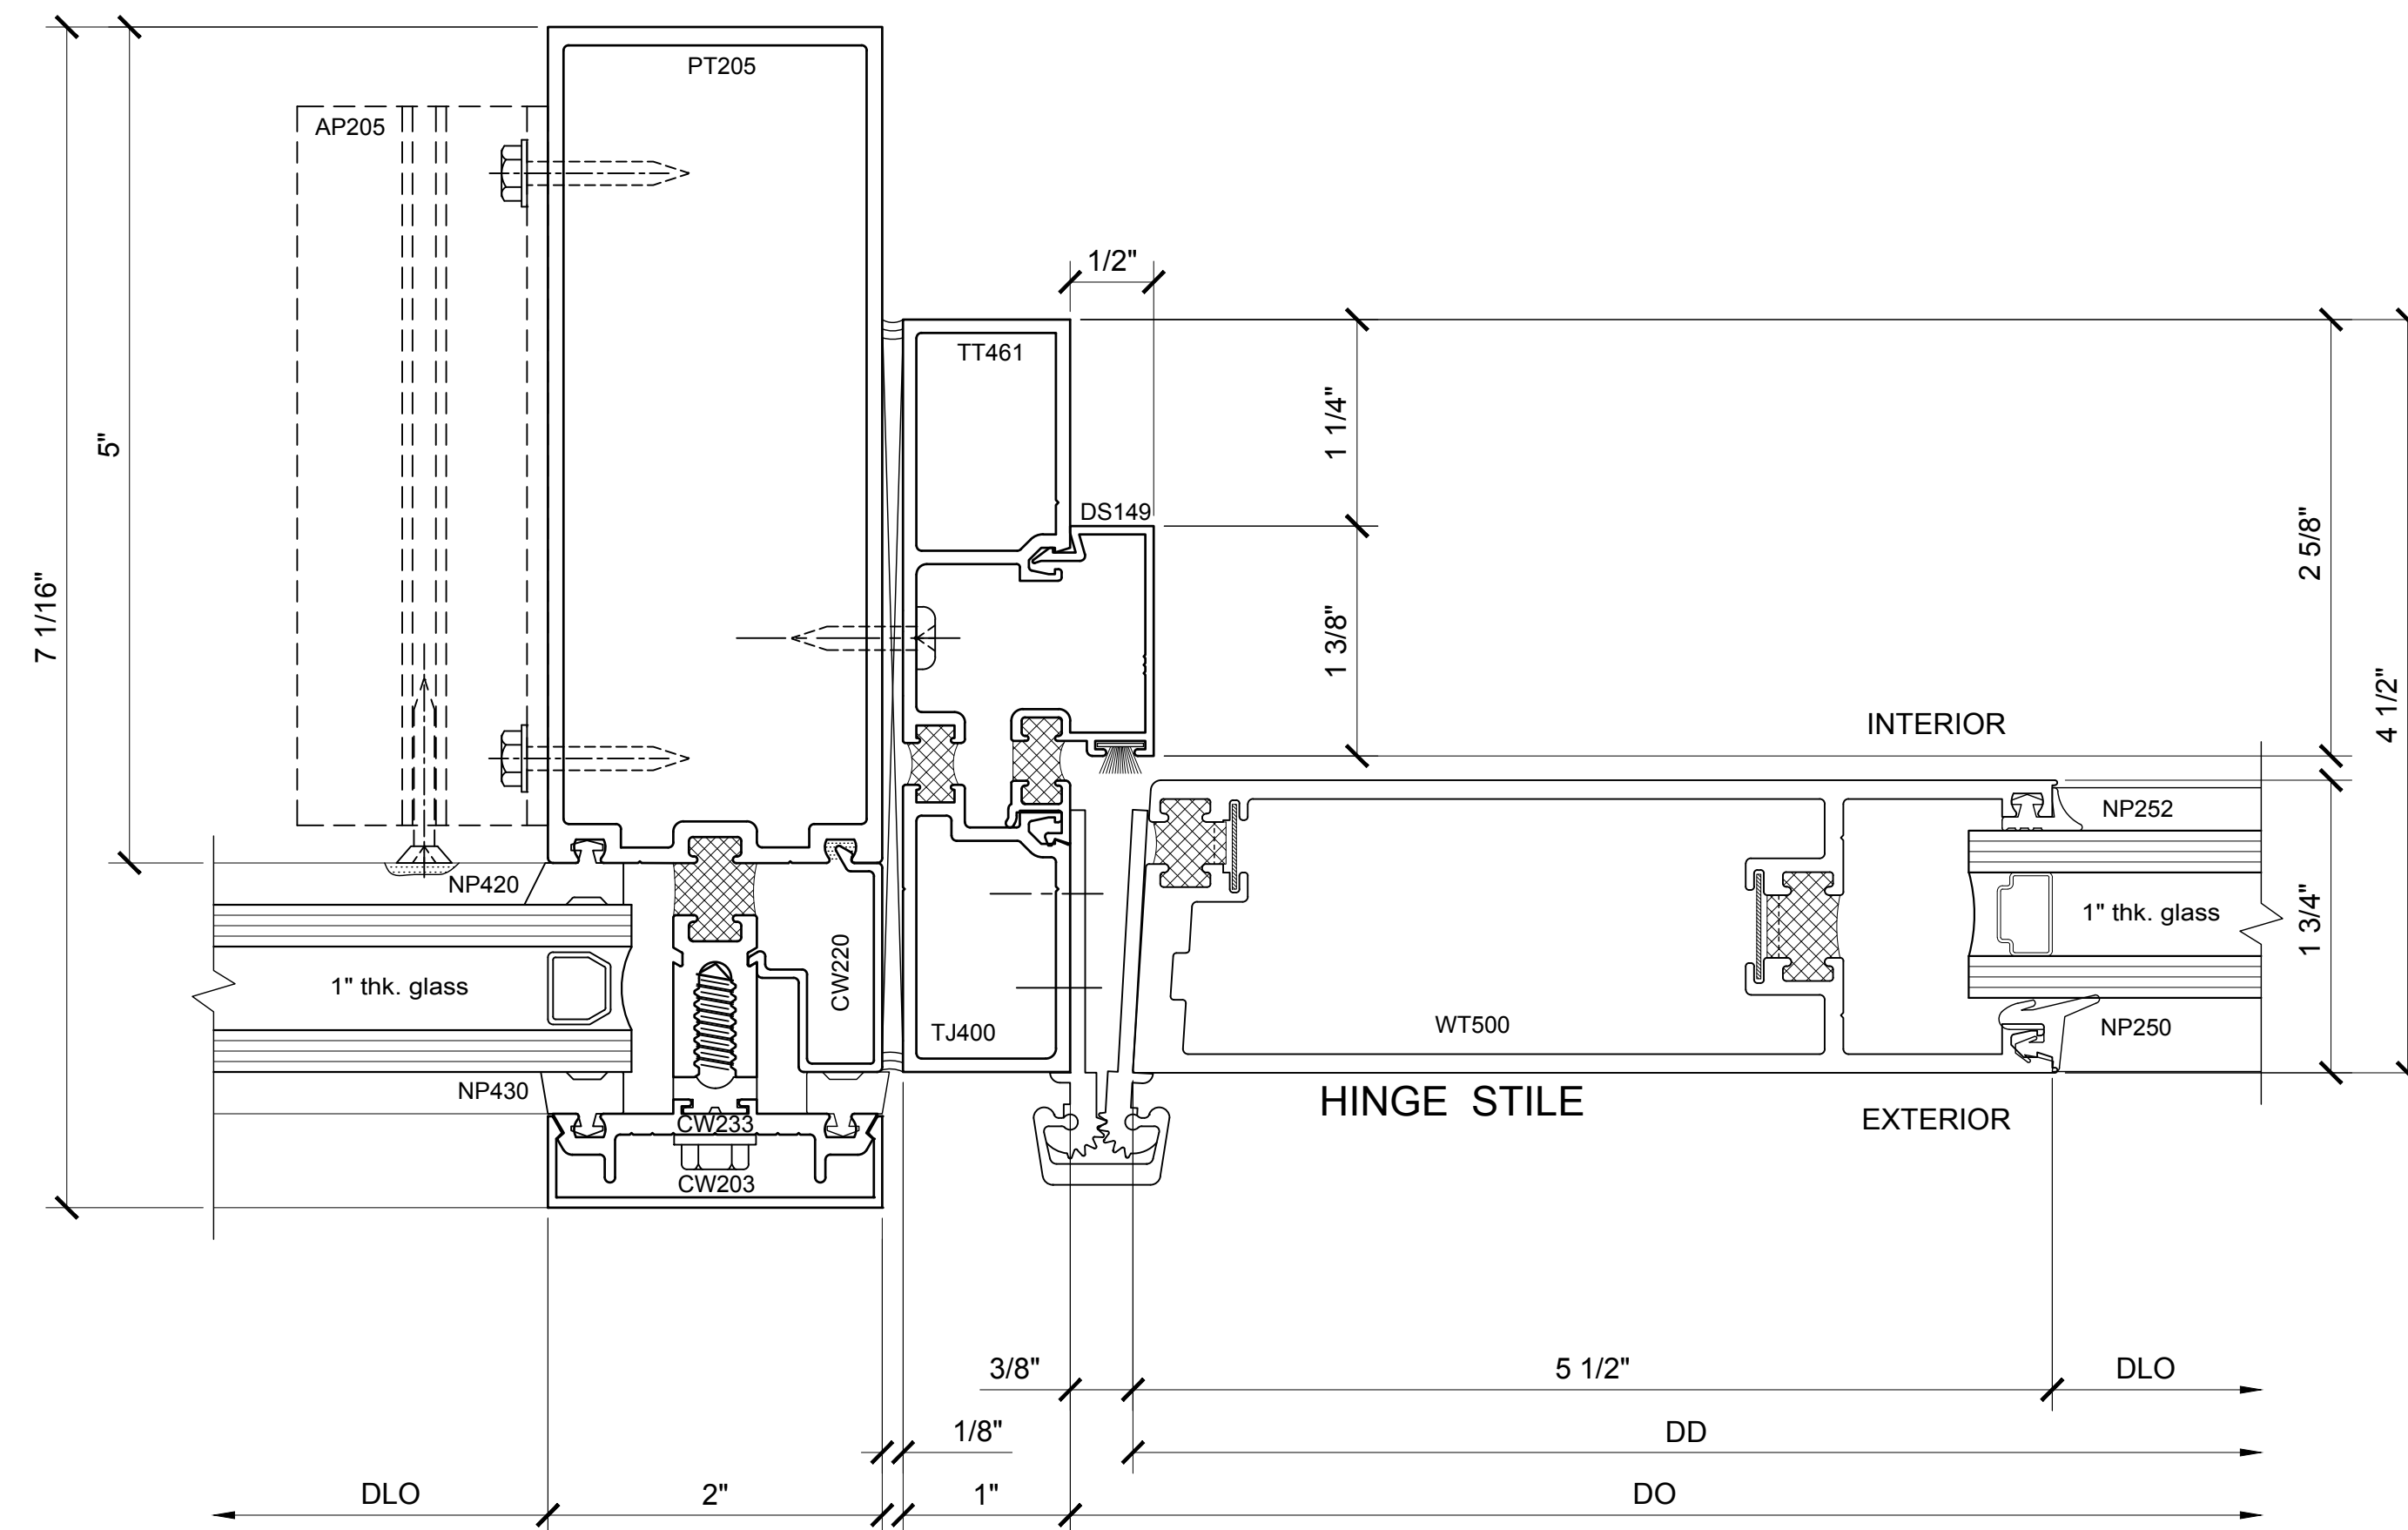 PT205
AP205
1/2"
TT461
5"
1 1/4"
DS149
2 5/8"
7 1/16"
1 3/8"
4 1/2"
INTERIOR
NP252
NP420
1" thk. glass
1 3/4"
CW220
1" thk. glass
TJ400
WT500
NP250
NP430
HINGE STILE
CW233
EXTERIOR
CW203
3/8"
5 1/2"
DLO
1/8"
DD
DLO
2"
1"
DO